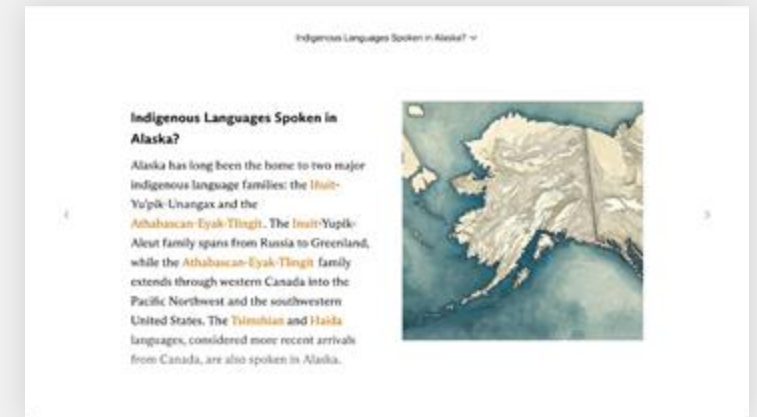 Indigenous Languages Spoken in Alaska?
Indigenous Languages Spoken in
Alaska?
Alaska has long been the home to two major
indigenous language families: the Inuit-
Yu'pik-Unangax and the
Athabascan-Eyak-Tlingit. The Inuit-Yupik-
Aleut family spans from Russia to Greenland,
while the Athabascan-Eyak-Tlingit family
extends through western Canada into the
Pacific Northwest and the southwestern
United States. The Tsimshian and Haida
languages, considered more recent arrivals
from Canada, are also spoken in Alaska.